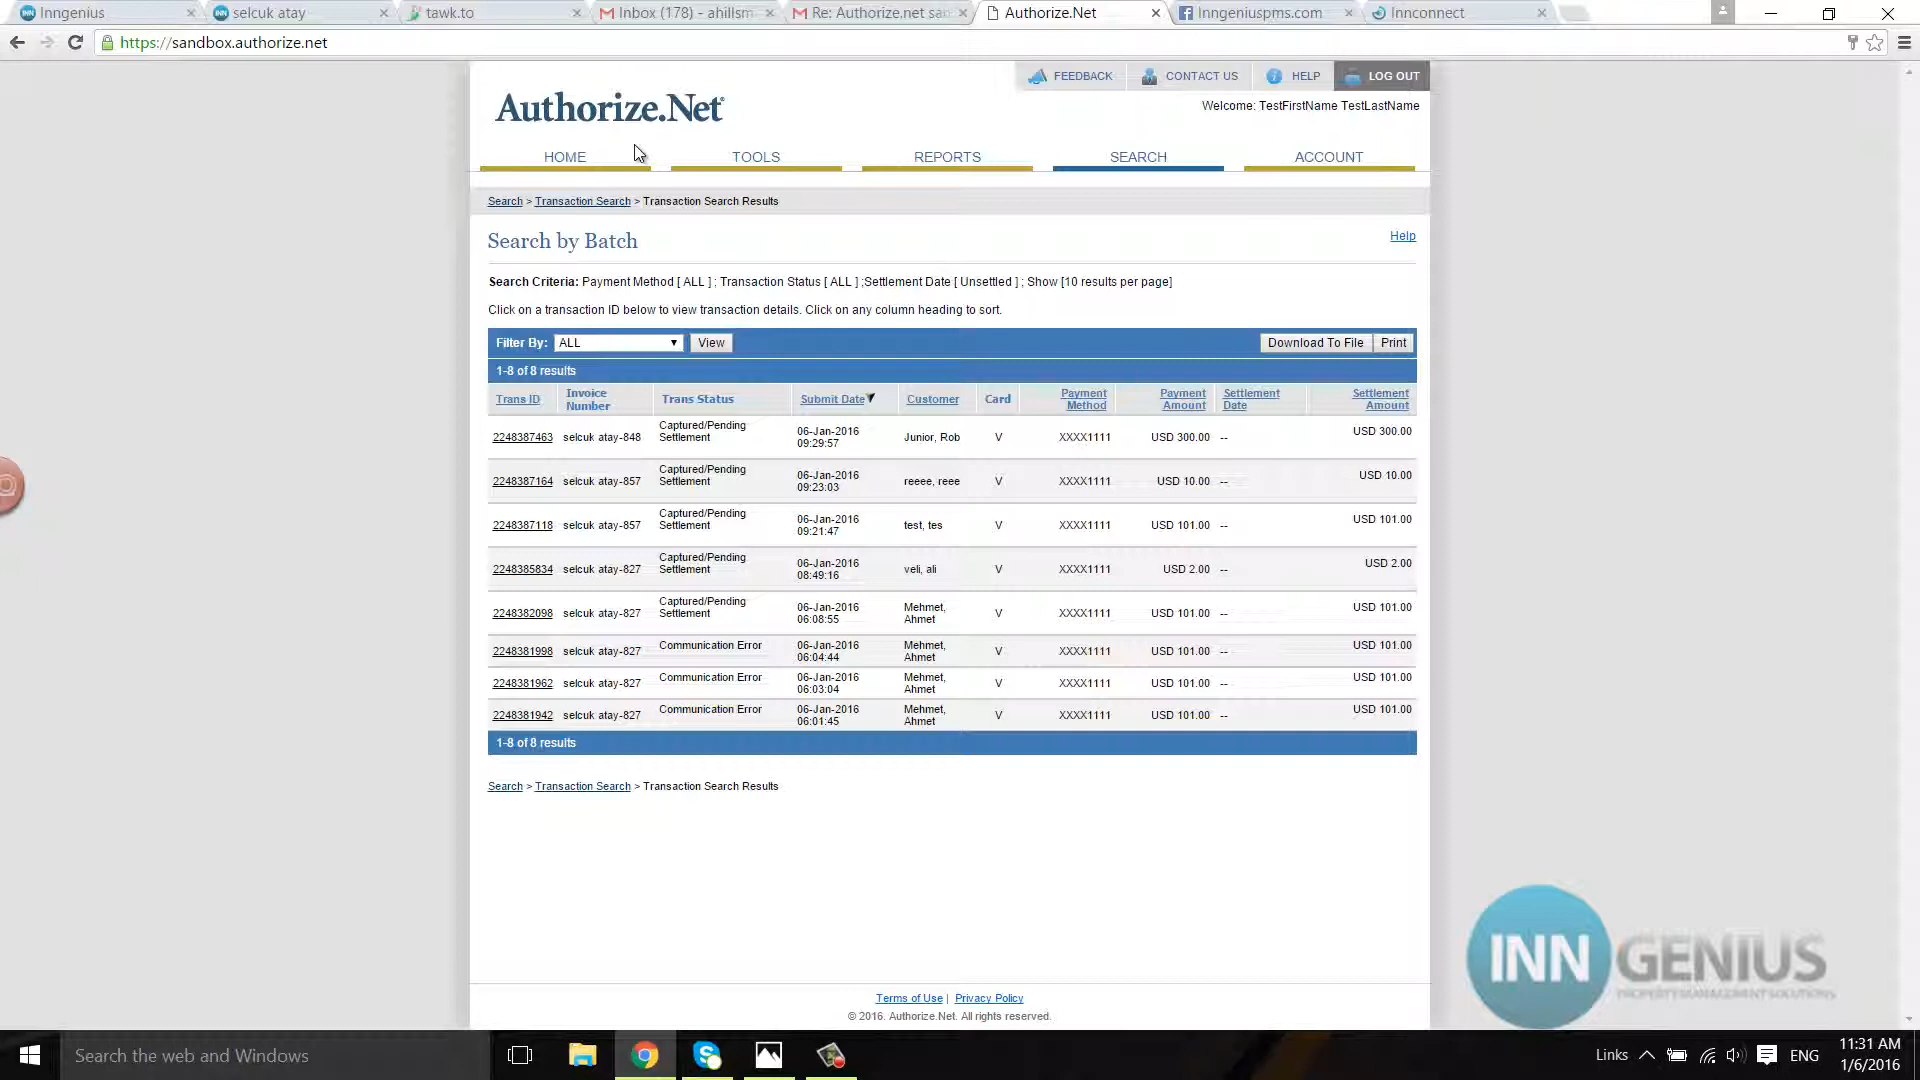 Inngenius
selcuk atay
tawk.to
Inbox (178) - ahilism
Re: Authorize.net san
Authorize.Net
Inngeniuspms.com
Innconnect
https://sandbox.authorize.net
FEEDBACK
CONTACT US
HELP
LOG OUT
Authorize.Net
Welcome: TestFirstName TestLastName
HOME
TOOLS
REPORTS
SEARCH
ACCOUNT
Search > Transaction Search > Transaction Search Results
Search by Batch
Help
Search Criteria: Payment Method [ ALL ] ; Transaction Status [ ALL ] ;Settlement Date [ Unsettled ] ; Show [10 results per page]
Click on a transaction ID below to view transaction details. Click on any column heading to sort.
Filter By: ALL View Download To File Print
1-8 of 8 results
Trans ID Invoice Number Trans Status Submit Date Customer Card Payment Method Payment Amount Settlement Date Settlement Amount
2248387463 selcuk atay-848 Captured/Pending Settlement 06-Jan-2016 09:29:57 Junior, Rob V XXXX1111 USD 300.00 -- USD 300.00
2248387164 selcuk atay-857 Captured/Pending Settlement 06-Jan-2016 09:23:03 reeee, reee V XXXX1111 USD 10.00 -- USD 10.00
2248387118 selcuk atay-857 Captured/Pending Settlement 06-Jan-2016 09:21:47 test, tes V XXXX1111 USD 101.00 -- USD 101.00
2248385834 selcuk atay-827 Captured/Pending Settlement 06-Jan-2016 08:49:16 veli, ali V XXXX1111 USD 2.00 -- USD 2.00
2248382098 selcuk atay-827 Captured/Pending Settlement 06-Jan-2016 06:08:55 Mehmet, Ahmet V XXXX1111 USD 101.00 -- USD 101.00
2248381998 selcuk atay-827 Communication Error 06-Jan-2016 06:04:44 Mehmet, Ahmet V XXXX1111 USD 101.00 -- USD 101.00
2248381962 selcuk atay-827 Communication Error 06-Jan-2016 06:03:04 Mehmet, Ahmet V XXXX1111 USD 101.00 -- USD 101.00
2248381942 selcuk atay-827 Communication Error 06-Jan-2016 06:01:45 Mehmet, Ahmet V XXXX1111 USD 101.00 -- USD 101.00
1-8 of 8 results
Search > Transaction Search > Transaction Search Results
INN GENIUS
PROPERTY MANAGEMENT SOLUTIONS
Terms of Use | Privacy Policy
© 2016. Authorize.Net. All rights reserved.
Search the web and Windows
Links
ENG
11:31 AM
1/6/2016